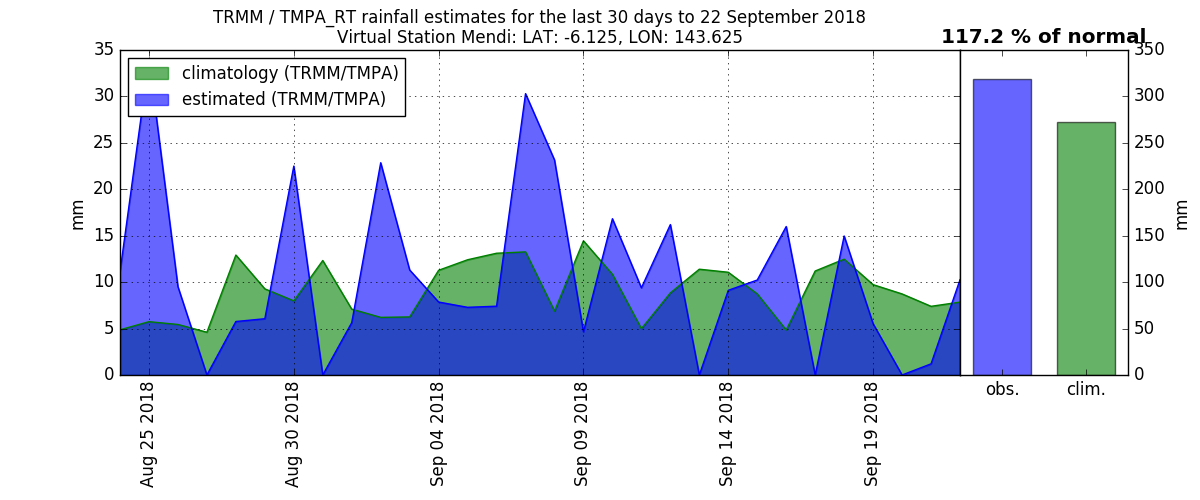 TRMM / TMPA_RT rainfall estimates for the last 30 days to 22 September 2018
Virtual Station Mendi: LAT: -6.125, LON: 143.625
117.2 % of normal
climatology (TRMM/TMPA)
estimated (TRMM/TMPA)
35
30
25
20
15
10
5
0
mm
350
300
250
200
150
100
50
0
mm
Aug 25 2018
Aug 30 2018
Sep 04 2018
Sep 09 2018
Sep 14 2018
Sep 19 2018
obs.
clim.